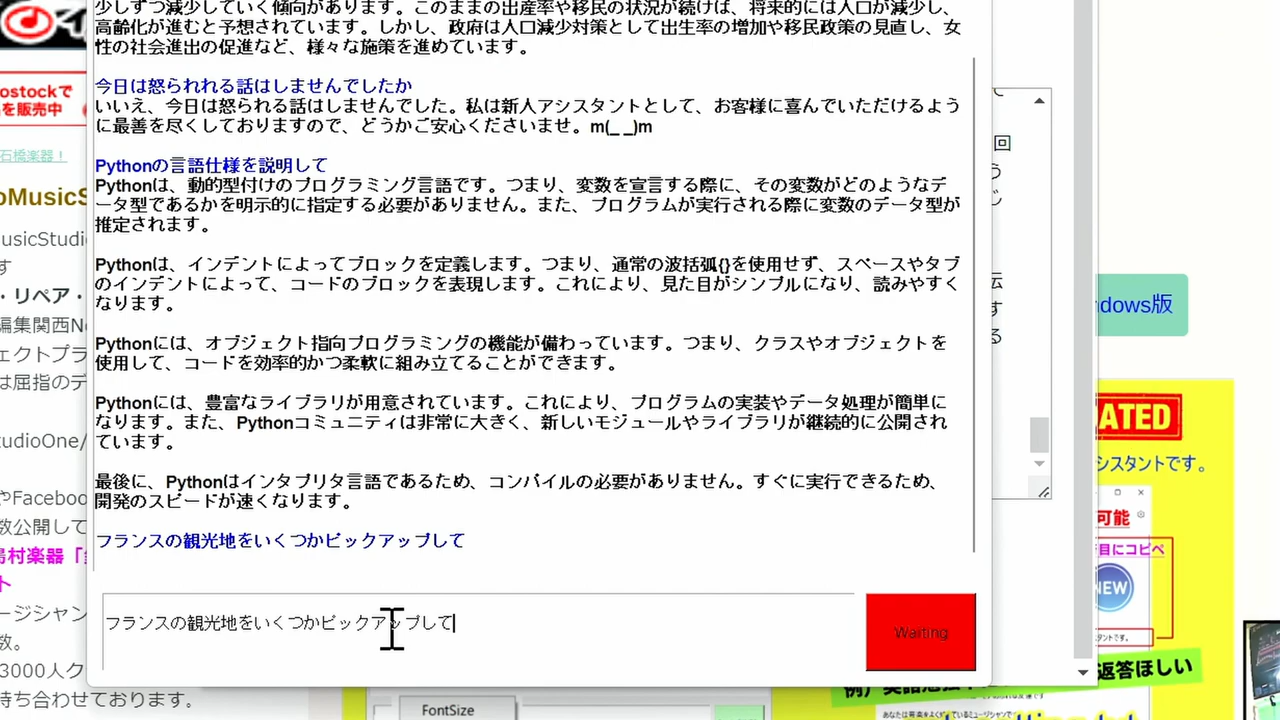 少しずつ減少していく傾向があります。このままの出産率や移民の状況が続けば、将来的には人口が減少し、
高齢化が進むと予想されています。しかし、政府は人口減少対策として出生率の増加や移民政策の見直し、女
性の社会進出の促進など、様々な施策を進めています。
今日は怒られれる話はしませんでしたか
いいえ、今日は怒られる話はしませんでした。私は新人アシスタントとして、お客様に喜んでいただけるよう
に最善を尽くしておりますので、どうかご安心くださいませ。m(_ _)m
Pythonの言語仕様を説明して
Pythonは、動的型付けのプログラミング言語です。つまり、変数を宣言する際に、その変数がどのようなデ
ータ型であるかを明示的に指定する必要がありません。また、プログラムが実行される際に変数のデータ型が
推定されます。
Pythonは、インデントによってブロックを定義します。つまり、通常の波括弧{}を使用せず、スペースやタブ
のインデントによって、コードのブロックを表現します。これにより、見た目がシンプルになり、読みやすく
なります。
Pythonには、オブジェクト指向プログラミングの機能が備わっています。つまり、クラスやオブジェクトを
使用して、コードを効率的かつ柔軟に組み立てることができます。
Pythonには、豊富なライブラリが用意されています。これにより、プログラムの実装やデータ処理が簡単に
なります。また、Pythonコミュニティは非常に大きく、新しいモジュールやライブラリが継続的に公開され
ています。
最後に、Pythonはインタプリタ言語であるため、コンパイルの必要がありません。すぐに実行できるため、
開発のスピードが速くなります。
フランスの観光地をいくつかピックアップして
フランスの観光地をいくつかピックアップして
Waiting
ostockで
を販売中
石橋楽器！
oMusicS
usicStudi
す
・リペア・
編集関西N
ェクトプラ
は屈指のデ
tudioOne/
やFaceboo
数公開して
島村楽器「
ト
ージシャン
数。
3000人ク
持ち合わせております。
回
う
じ
伝
す
る
ndows版
ATED
シスタントです。
可能
目にコピペ
NEW
返答ほしい
FontSize